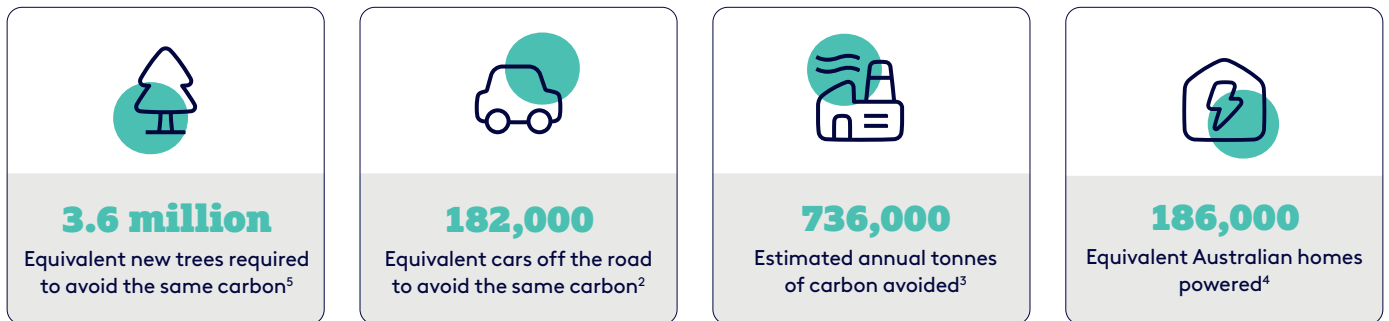 3.6 million
Equivalent new trees required
to avoid the same carbon5
182,000
Equivalent cars off the road
to avoid the same carbon2
736,000
Estimated annual tonnes
of carbon avoided3
186,000
Equivalent Australian homes
powered4